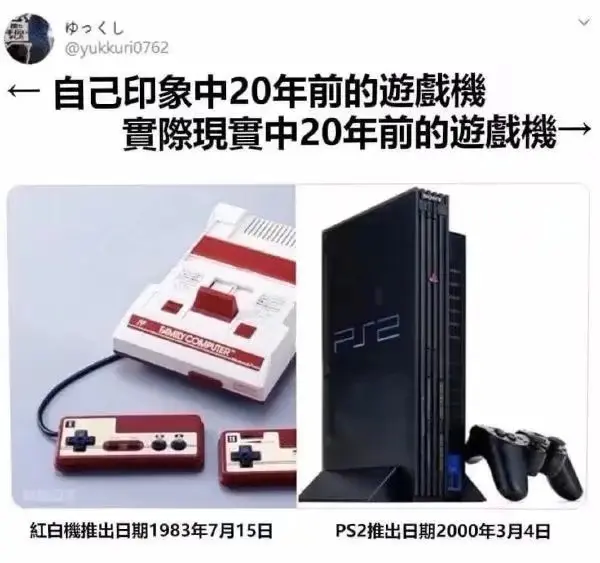 ゆっくし
@yukkuri0762
← 自己印象中20年前的遊戲機
實際現實中20年前的遊戲機→
FAMILY COMPUTER
I
II
SONY
PS2
紅白機推出日期1983年7月15日
PS2推出日期2000年3月4日